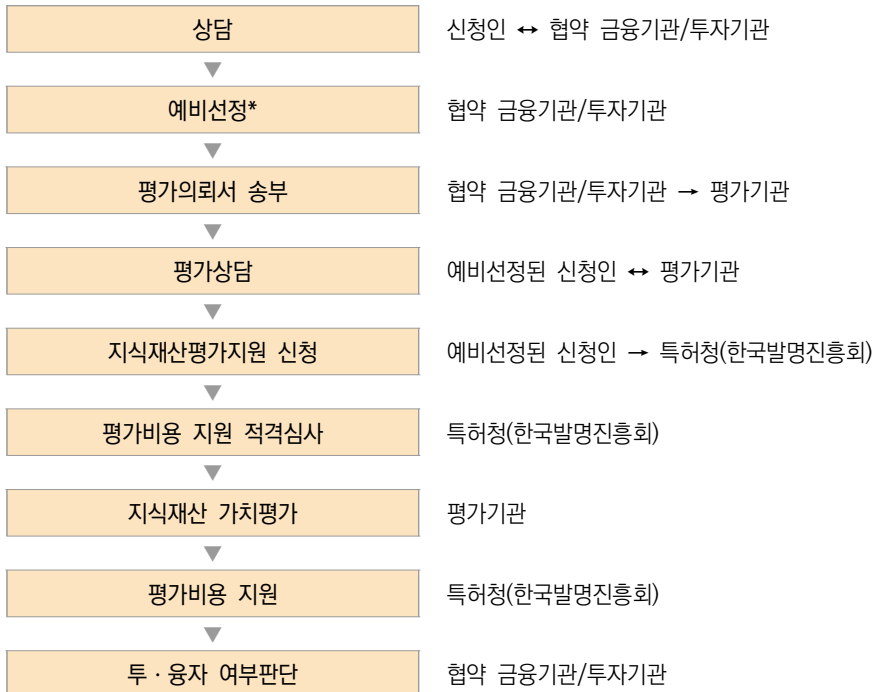 상담 신청인 ↔ 협약 금융기관/투자기관
▼
예비선정* 협약 금융기관/투자기관
▼
평가의뢰서 송부 협약 금융기관/투자기관 → 평가기관
▼
평가상담 예비선정된 신청인 ↔ 평가기관
▼
지식재산평가지원 신청 예비선정된 신청인 → 특허청(한국발명진흥회)
▼
평가비용 지원 적격심사 특허청(한국발명진흥회)
▼
지식재산 가치평가 평가기관
▼
평가비용 지원 특허청(한국발명진흥회)
▼
투·융자 여부판단 협약 금융기관/투자기관